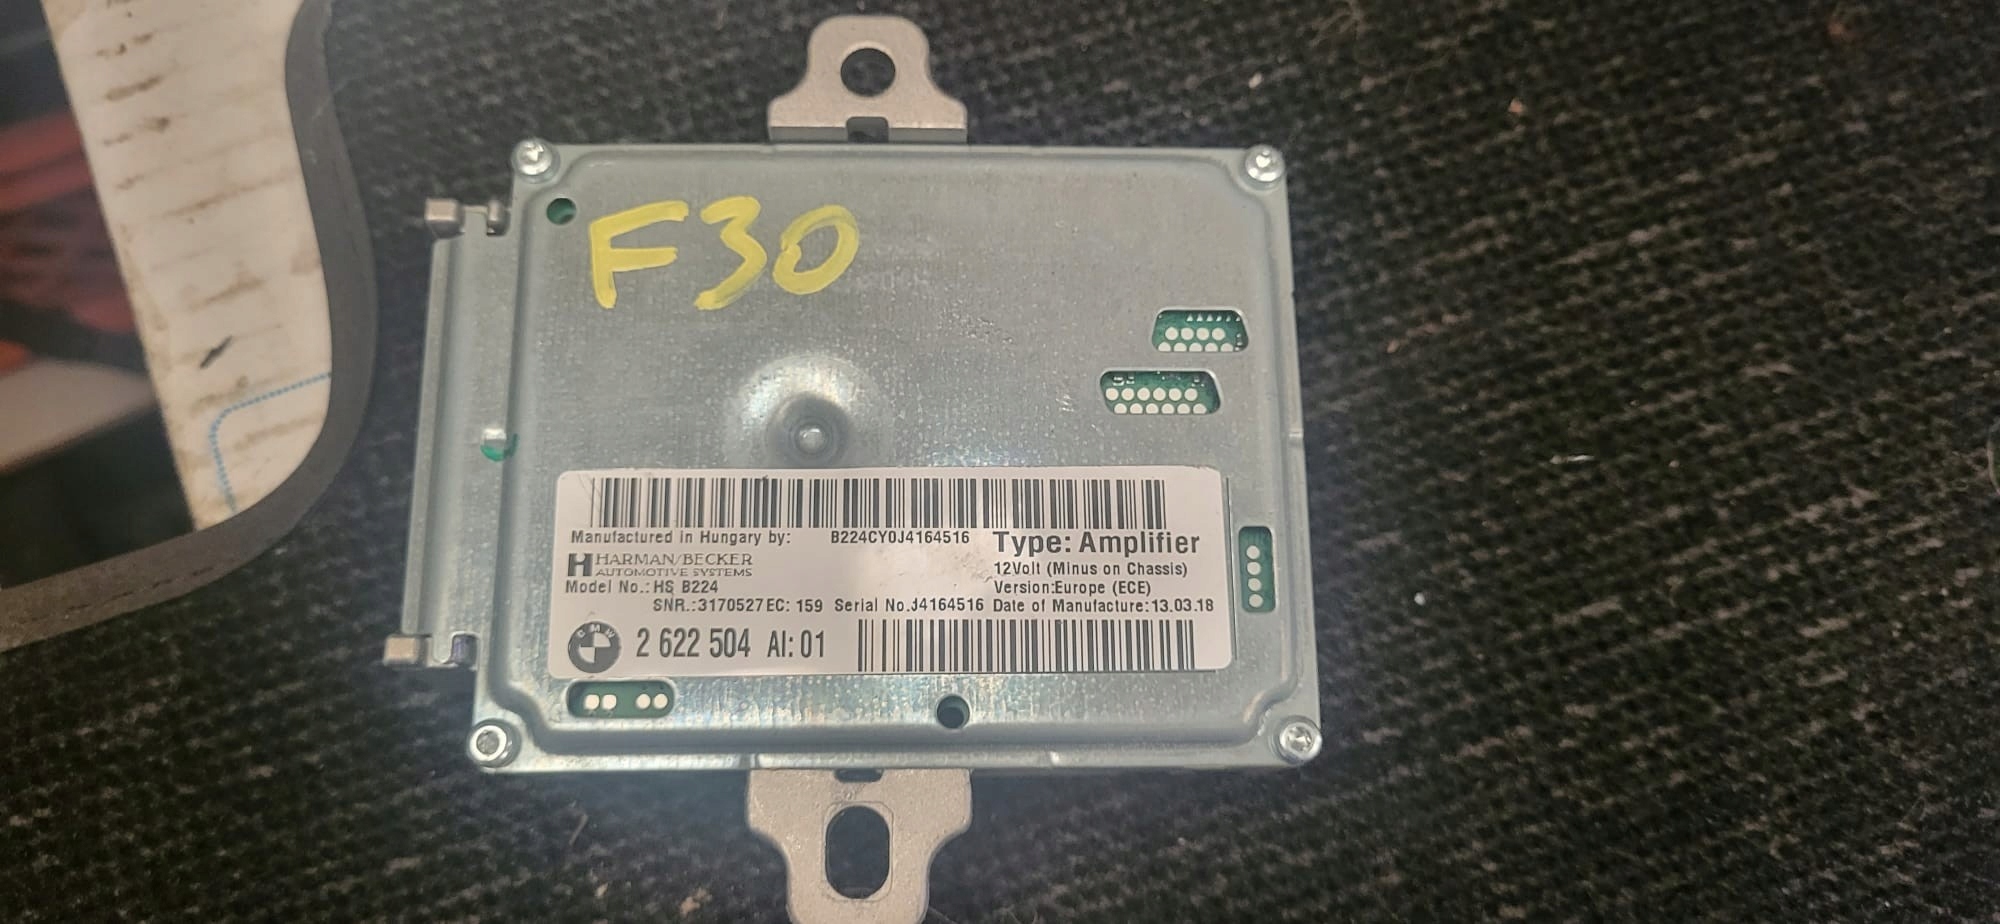 F30
Manufactured in Hungary by:
B224CY0J4164516
Type: Amplifier
HARMAN/BECKER
AUTOMOTIVE SYSTEMS
12Volt (Minus on Chassis)
Model No.: HS B224
Version:Europe (ECE)
SNR.:3170527 EC: 159 Serial No.J4164516 Date of Manufacture:13.03.18
BMW
2 622 504 AI: 01